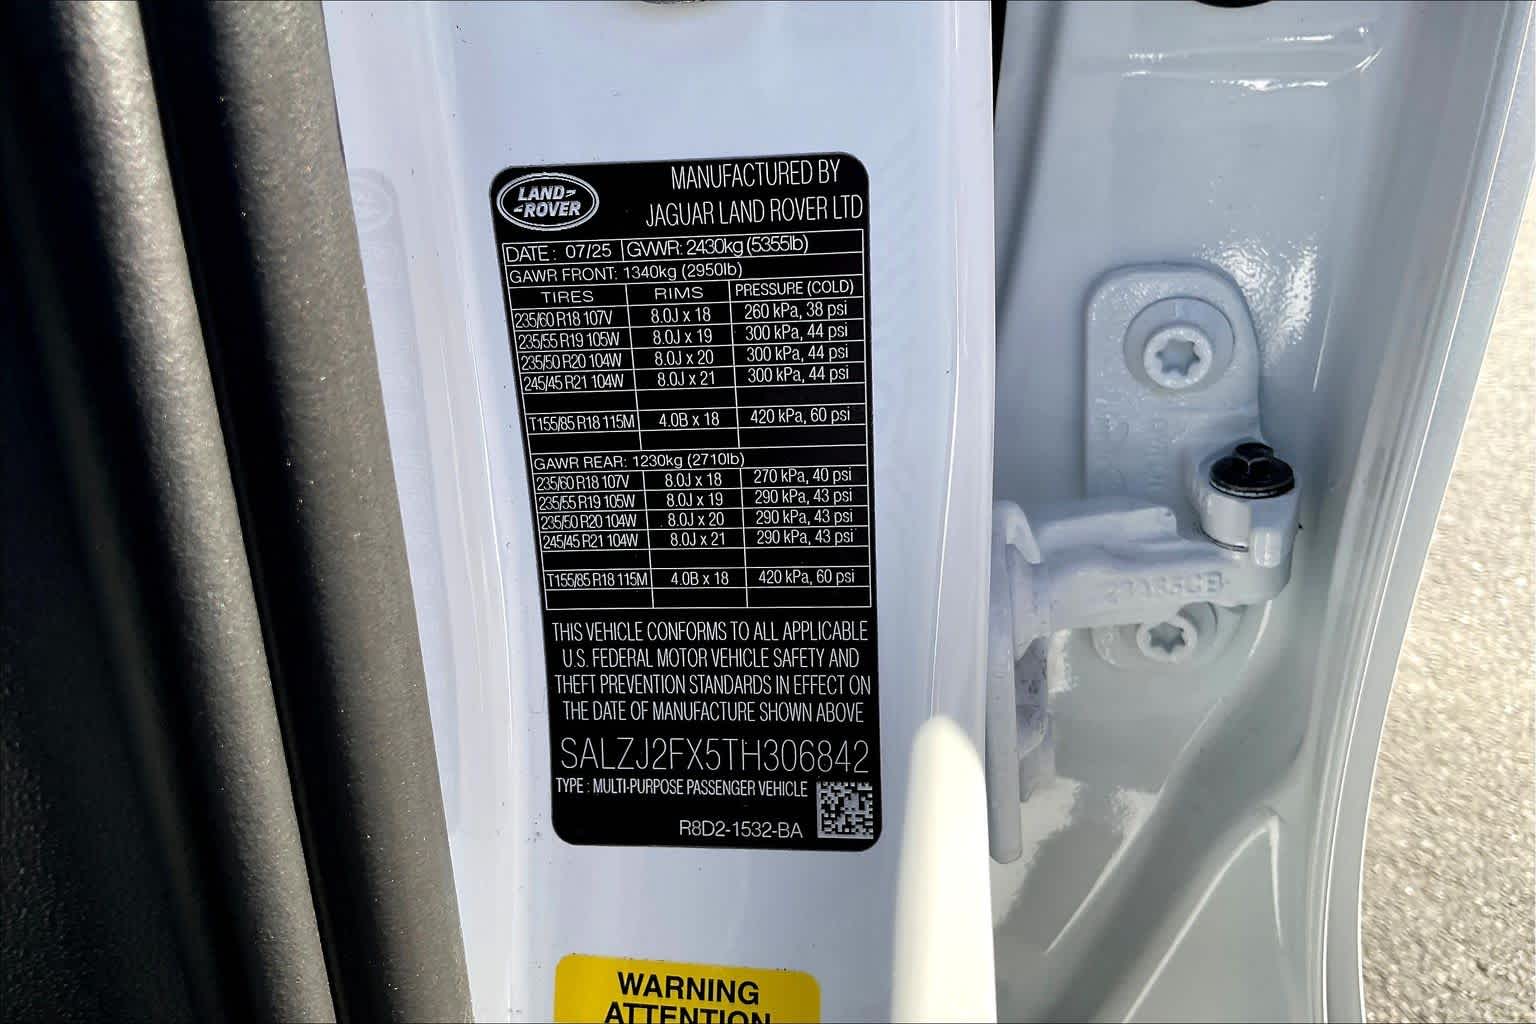 LAND-
-ROVER
MANUFACTURED BY
JAGUAR LAND ROVER LTD
DATE : 07/25 GVWR: 2430kg (5355lb)
GAWR FRONT: 1340kg (2950lb)
TIRES RIMS PRESSURE (COLD)
235/60 R18 107V 8.0J x 18 260 kPa, 38 psi
235/55 R19 105W 8.0J x 19 300 kPa, 44 psi
235/50 R20 104W 8.0J x 20 300 kPa, 44 psi
245/45 R21 104W 8.0J x 21 300 kPa, 44 psi
T155/85 R18 115M 4.0B x 18 420 kPa, 60 psi
GAWR REAR: 1230kg (2710lb)
235/60 R18 107V 8.0J x 18 270 kPa, 40 psi
235/55 R19 105W 8.0J x 19 290 kPa, 43 psi
235/50 R20 104W 8.0J x 20 290 kPa, 43 psi
245/45 R21 104W 8.0J x 21 290 kPa, 43 psi
T155/85 R18 115M 4.0B x 18 420 kPa, 60 psi
THIS VEHICLE CONFORMS TO ALL APPLICABLE
U.S. FEDERAL MOTOR VEHICLE SAFETY AND
THEFT PREVENTION STANDARDS IN EFFECT ON
THE DATE OF MANUFACTURE SHOWN ABOVE
SALZJ2FX5TH306842
TYPE : MULTI-PURPOSE PASSENGER VEHICLE
R8D2-1532-BA
WARNING
ATTENTION